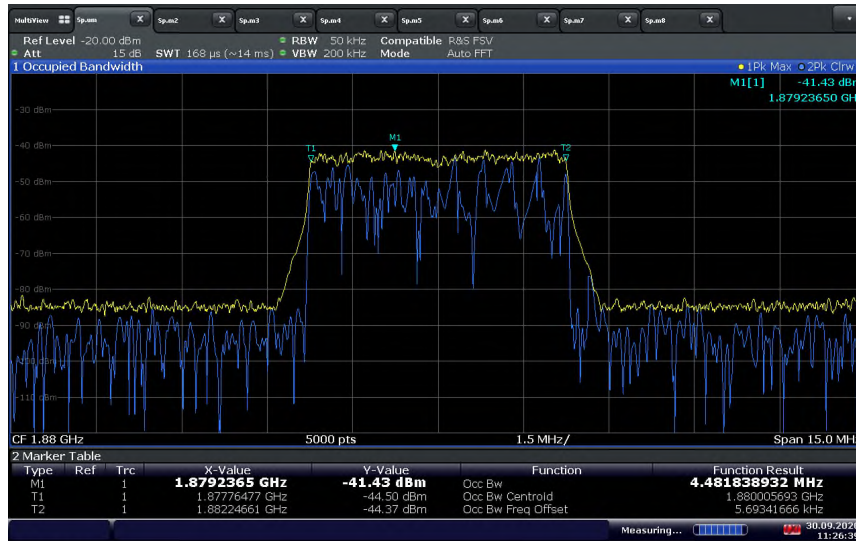 MultiView Sp.um X Sp.m2 X Sp.m3 X Sp.m4 X Sp.m5 X Sp.m6 X Sp.m7 X Sp.m8 X
Ref Level -20.00 dBm RBW 50 kHz Compatible R&S FSV
Att 15 dB SWT 168 µs (~14 ms) VBW 200 kHz Mode Auto FFT
1 Occupied Bandwidth 1Pk Max 2Pk Clrw
M1[1] -41.43 dBm
1.87923650 GH
-30 dBm
-40 dBm
M1
T1 T2
-50 dBm
-60 dBm
-70 dBm
-80 dBm
-90 dBm
-100 dBm
-110 dBm
CF 1.88 GHz 5000 pts 1.5 MHz/ Span 15.0 MH
2 Marker Table
Type Ref Trc X-Value Y-Value Function Function Result
M1 1 1.8792365 GHz -41.43 dBm Occ Bw 4.481838932 MHz
T1 1 1.87776477 GHz -44.50 dBm Occ Bw Centroid 1.880005693 GHz
T2 1 1.88224661 GHz -44.37 dBm Occ Bw Freq Offset 5.69341666 kHz
Measuring... 30.09.2020
11:26:39